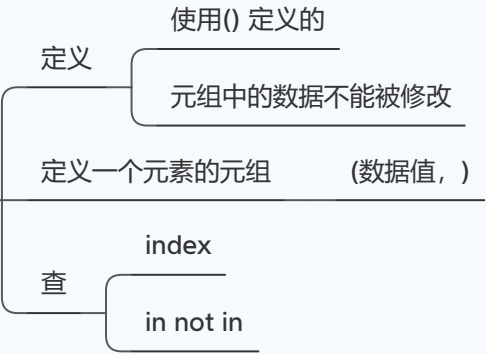 使用() 定义的
定义
元组中的数据不能被修改
定义一个元素的元组 (数据值，)
index
查
in not in